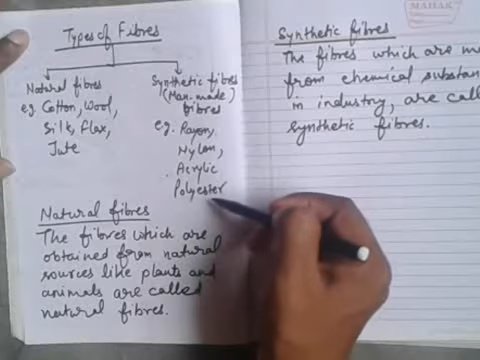 Types of Fibres
Natural fibres
eg. Cotton, Wool,
Silk, Flax,
Jute
Synthetic fibres
(Man-made)
fibres
eg. Rayon,
Nylon,
Acrylic
Polyester
Natural fibres
The fibres which are
obtained from natural
sources like plants and
animals are called
natural fibres.
MAHAK
Synthetic fibres
The fibres which are
from chemical
in industry, are
synthetic fibres.